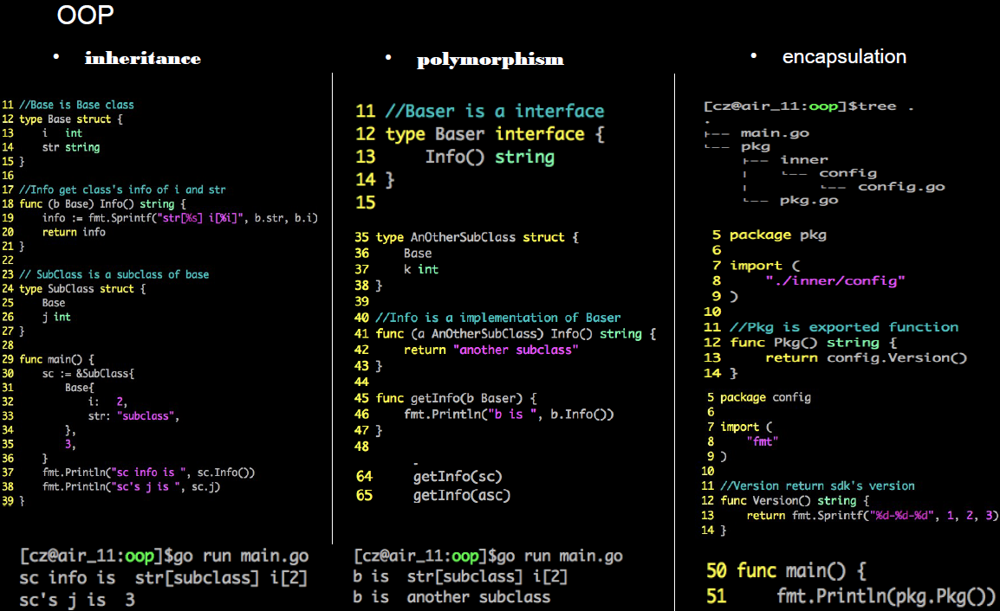 OOP
• inheritance
11 //Base is Base class
12 type Base struct {
13     i   int
14     str string
15 }
16
17 //Info get class's info of i and str
18 func (b Base) Info() string {
19     info := fmt.Sprintf("str[%s] i[%i]", b.str, b.i)
20     return info
21 }
22
23 // SubClass is a subclass of base
24 type SubClass struct {
25     Base
26     j int
27 }
28
29 func main() {
30     sc := &SubClass{
31         Base{
32             i:   2,
33             str: "subclass",
34         },
35         3,
36     }
37     fmt.Println("sc info is ", sc.Info())
38     fmt.Println("sc's j is ", sc.j)
39 }
[cz@air_11:oop]$go run main.go
sc info is  str[subclass] i[2]
sc's j is  3
• polymorphism
11 //Baser is a interface
12 type Baser interface {
13     Info() string
14 }
15
35 type AnOtherSubClass struct {
36     Base
37     k int
38 }
39
40 //Info is a implementation of Baser
41 func (a AnOtherSubClass) Info() string {
42     return "another subclass"
43 }
44
45 func getInfo(b Baser) {
46     fmt.Println("b is ", b.Info())
47 }
48
64     getInfo(sc)
65     getInfo(asc)
[cz@air_11:oop]$go run main.go
b is  str[subclass] i[2]
b is  another subclass
• encapsulation
[cz@air_11:oop]$tree .
.
├── main.go
└── pkg
    ├── inner
    │   └── config
    │       └── config.go
    └── pkg.go
5 package pkg
6
7 import (
8     "./inner/config"
9 )
10
11 //Pkg is exported function
12 func Pkg() string {
13     return config.Version()
14 }
5 package config
6
7 import (
8     "fmt"
9 )
10
11 //Version return sdk's version
12 func Version() string {
13     return fmt.Sprintf("%d-%d-%d", 1, 2, 3)
14 }
50 func main() {
51     fmt.Println(pkg.Pkg())